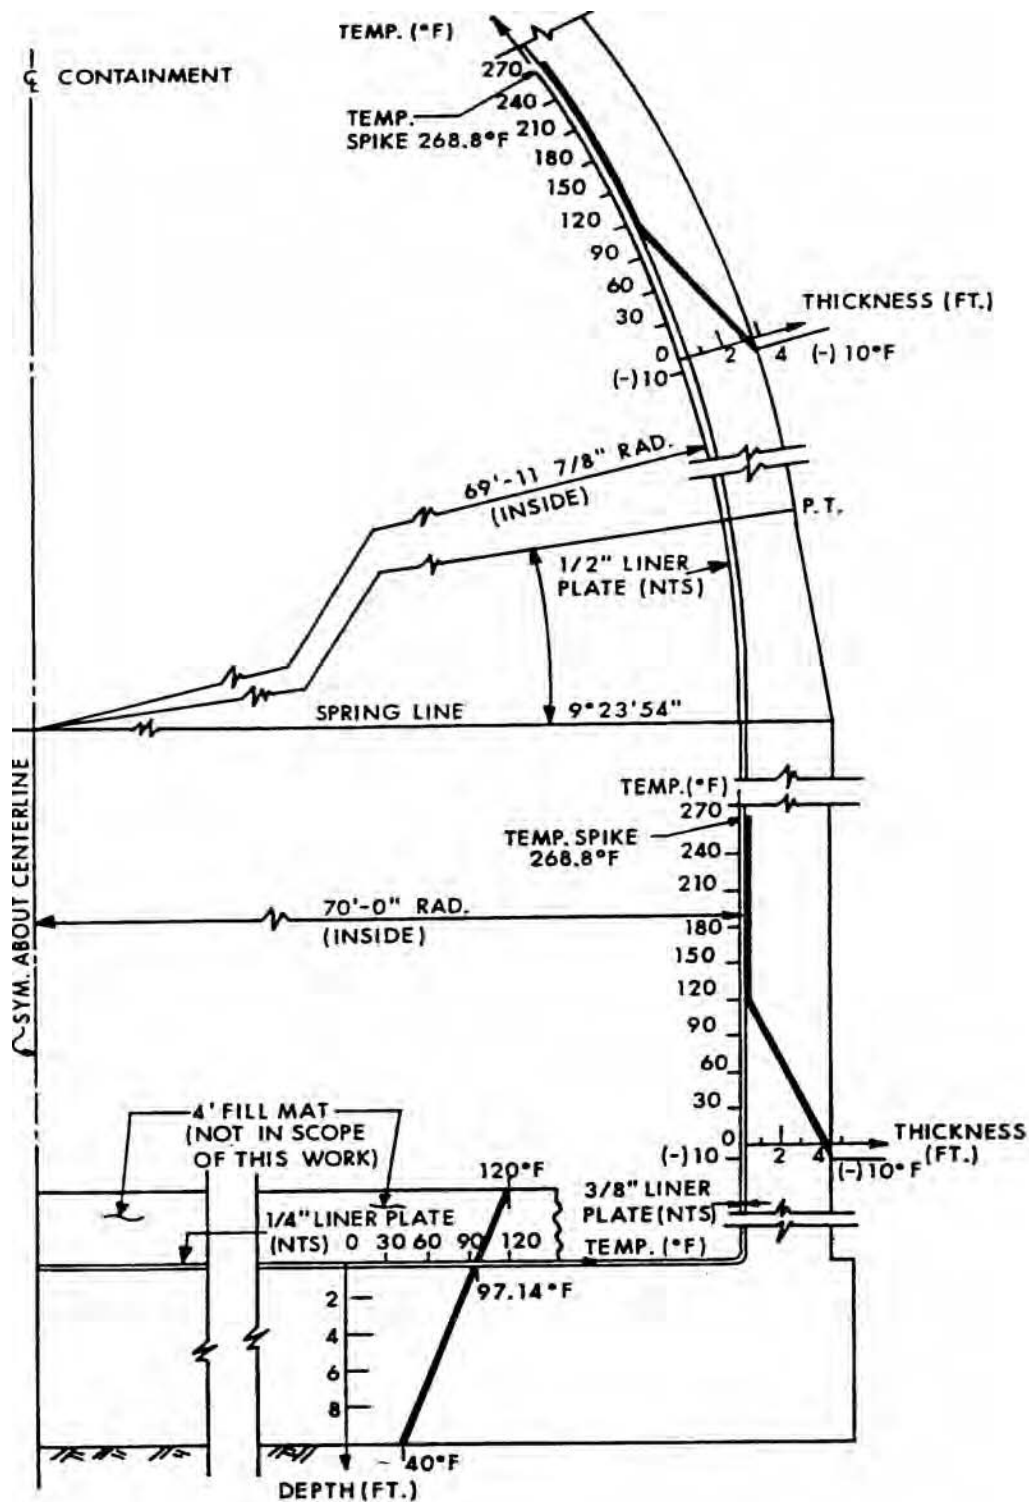 TEMP. (°F)
℄ CONTAINMENT
270
TEMP.
SPIKE 268.8°F
240
210
180
150
120
90
60
30
0
(-)10
THICKNESS (FT.)
2
4
(-) 10°F
69'-11 7/8" RAD.
(INSIDE)
P.T.
1/2" LINER
PLATE (NTS)
SPRING LINE
9°23'54"
SYM. ABOUT CENTERLINE
TEMP.(°F)
270
TEMP. SPIKE
268.8°F
240
210
70'-0" RAD.
(INSIDE)
180
150
120
90
60
30
0
(-)10
2
4
THICKNESS
(FT.)
(-)10°F
4' FILL MAT
(NOT IN SCOPE
OF THIS WORK)
120°F
3/8" LINER
PLATE (NTS)
1/4" LINER PLATE
(NTS)
0 30 60 90 120
TEMP. (°F)
97.14°F
2
4
6
8
40°F
DEPTH (FT.)